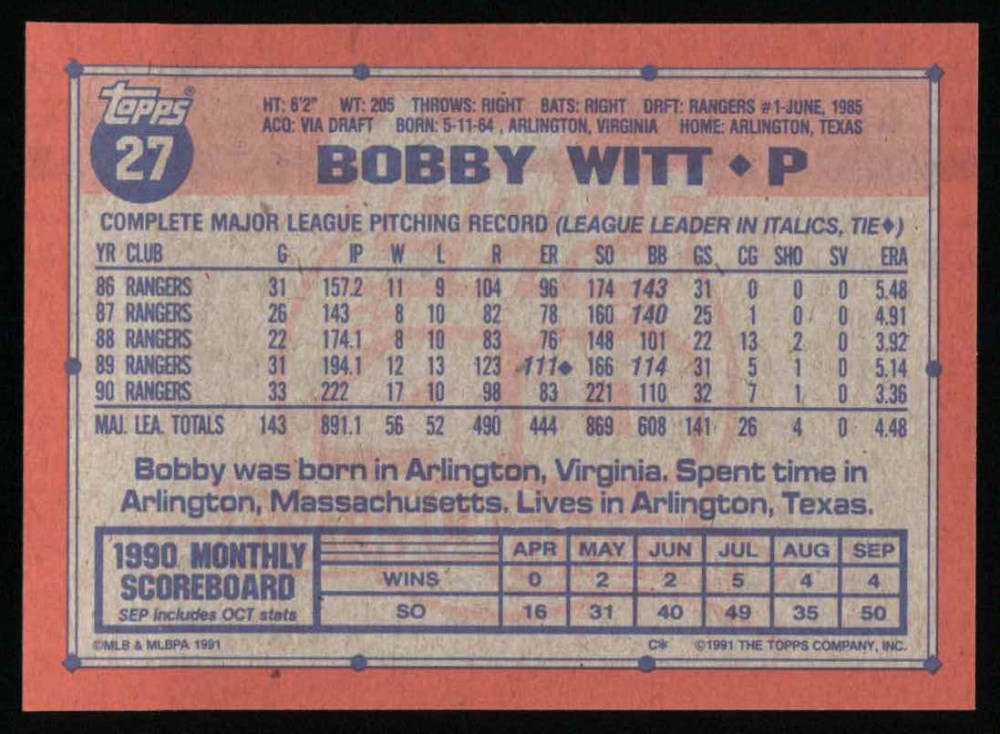 Topps®
27
HT: 6'2" WT: 205 THROWS: RIGHT BATS: RIGHT DRFT: RANGERS #1-JUNE, 1985
ACQ: VIA DRAFT BORN: 5-11-64, ARLINGTON, VIRGINIA HOME: ARLINGTON, TEXAS
BOBBY WITT ♦ P
COMPLETE MAJOR LEAGUE PITCHING RECORD (LEAGUE LEADER IN ITALICS, TIE♦)
YR CLUB G IP W L R ER SO BB GS CG SHO SV ERA
86 RANGERS 31 157.2 11 9 104 96 174 143 31 0 0 0 5.48
87 RANGERS 26 143 8 10 82 78 160 140 25 1 0 0 4.91
88 RANGERS 22 174.1 8 10 83 76 148 101 22 13 2 0 3.92
89 RANGERS 31 194.1 12 13 123 111♦ 166 114 31 5 1 0 5.14
90 RANGERS 33 222 17 10 98 83 221 110 32 7 1 0 3.36
MAJ. LEA. TOTALS 143 891.1 56 52 490 444 869 608 141 26 4 0 4.48
Bobby was born in Arlington, Virginia. Spent time in
Arlington, Massachusetts. Lives in Arlington, Texas.
1990 MONTHLY
SCOREBOARD
SEP includes OCT stats
APR MAY JUN JUL AUG SEP
WINS 0 2 2 5 4 4
SO 16 31 40 49 35 50
©MLB & MLBPA 1991 C* ©1991 THE TOPPS COMPANY, INC.